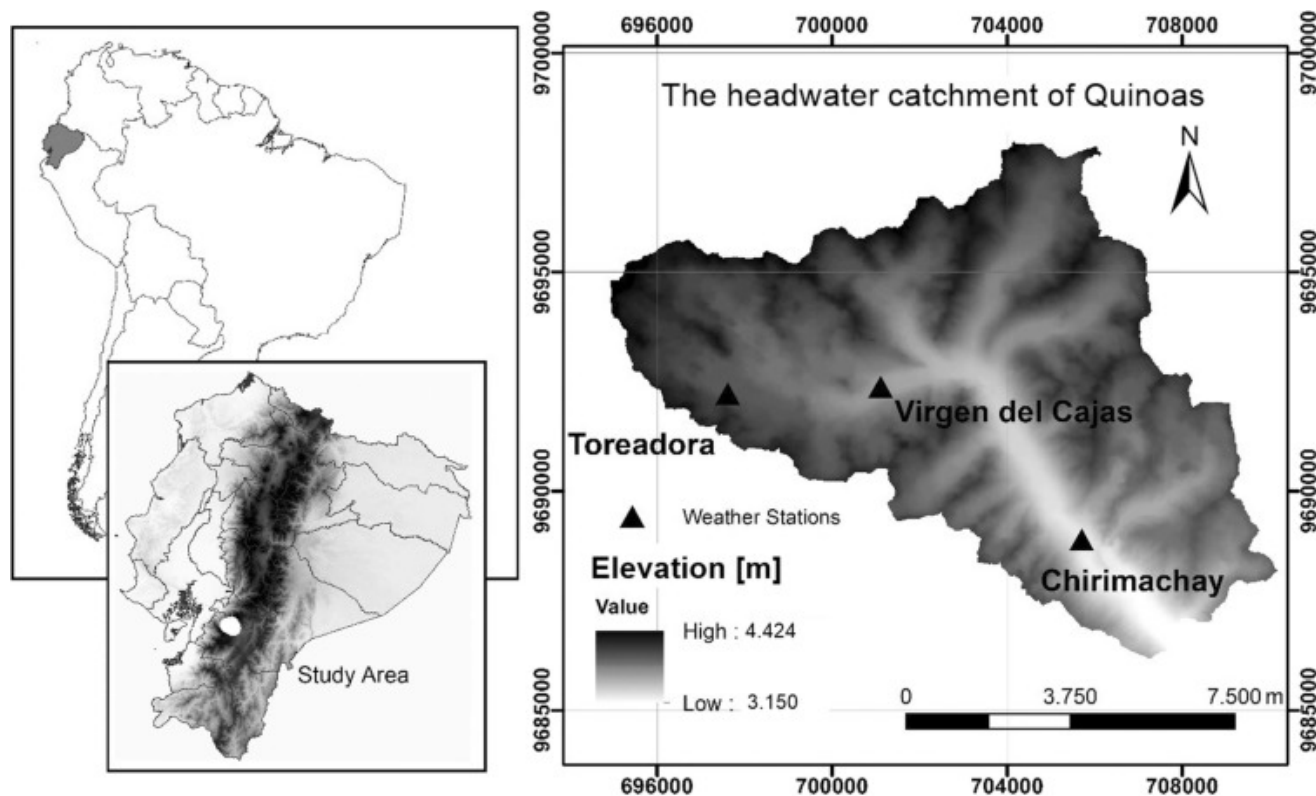 Study Area
696000 700000 704000 708000
9700000 9700000
The headwater catchment of Quinoas
N
9695000 9695000
Virgen del Cajas
Toreadora
9690000 9690000
Weather Stations
Chirimachay
Elevation [m]
Value
High : 4.424
Low : 3.150
0 3.750 7.500 m
9685000 9685000
696000 700000 704000 708000